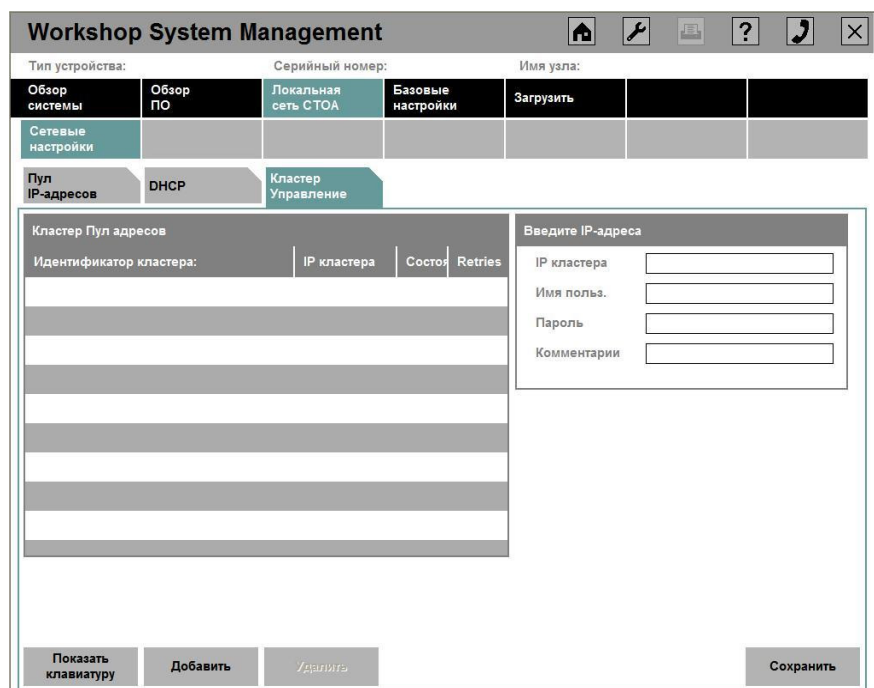 Workshop System Management
Тип устройства: Серийный номер: Имя узла:
Обзор системы Обзор ПО Локальная сеть СТОА Базовые настройки Загрузить
Сетевые настройки
Пул IP-адресов DHCP Кластер Управление
Кластер Пул адресов
Идентификатор кластера: IP кластера Состоя Retries
Введите IP-адреса
IP кластера
Имя польз.
Пароль
Комментарии
Показать клавиатуру Добавить Удалить Сохранить